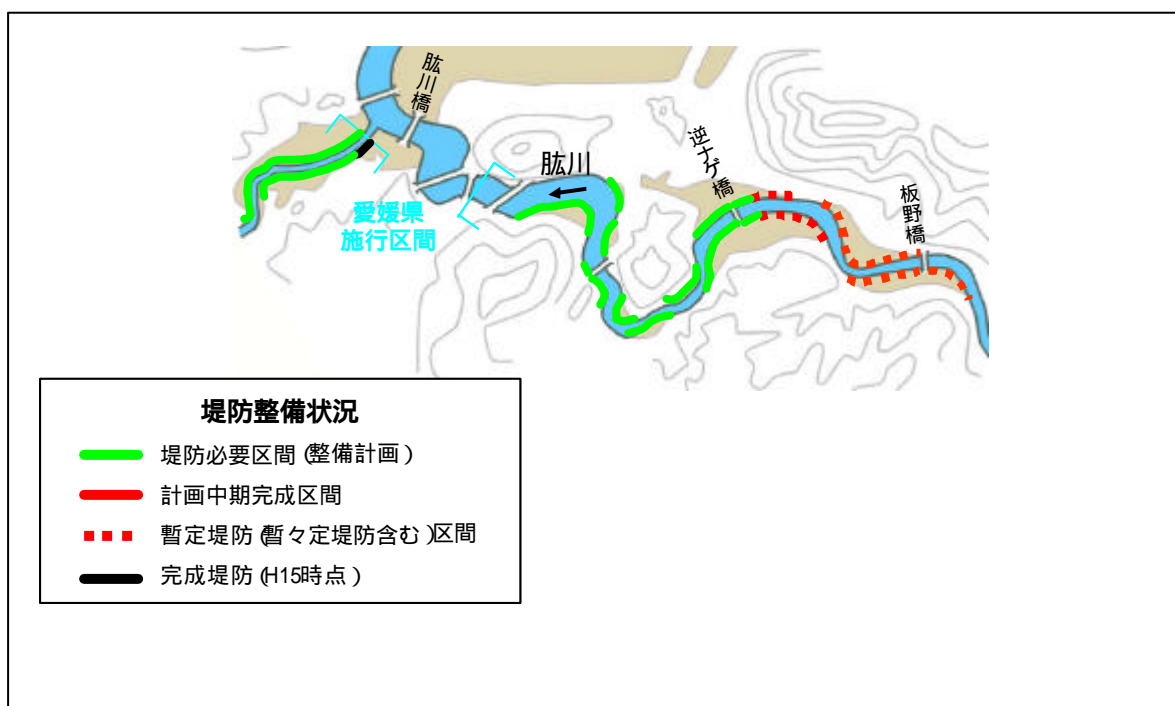 肱川橋
肱川
逆ナゲ橋
板野橋
愛媛県
施行区間
堤防整備状況
堤防必要区間(整備計画)
計画中期完成区間
暫定堤防(暫々定堤防含む)区間
完成堤防(H15時点)